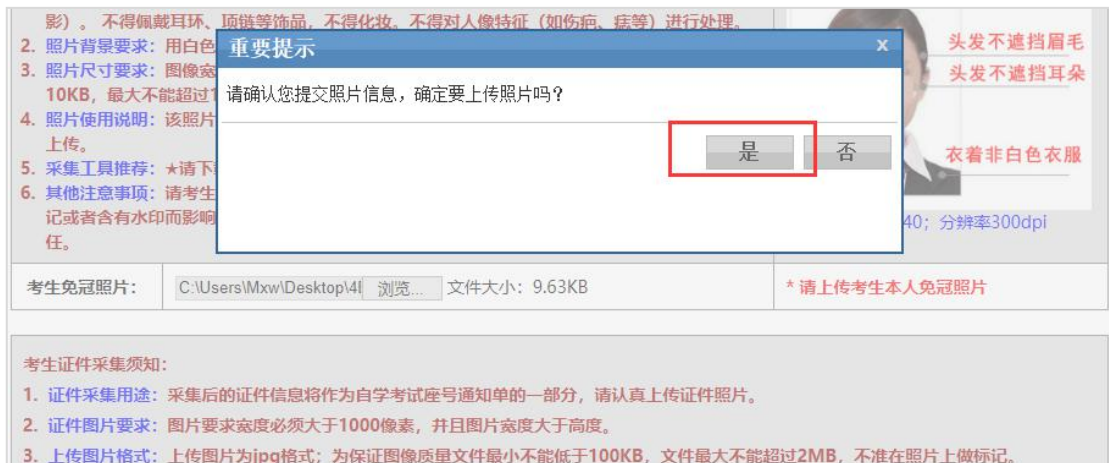 影）。 不得佩戴耳环、项链等饰品，不得化妆。不得对人像特征（如伤疤、痣等）进行处理。
2. 照片背景要求：用白色
3. 照片尺寸要求：图像宽
10KB，最大不能超过1
4. 照片使用说明：该照片
上传。
5. 采集工具推荐：★请下
6. 其他注意事项：请考生
记或者含有水印而影响
任。
重要提示
x
请确认您提交照片信息，确定要上传照片吗？
是 否
头发不遮挡眉毛
头发不遮挡耳朵
衣着非白色衣服
40；分辨率300dpi
考生免冠照片： C:\Users\Mxw\Desktop\4 浏览... 文件大小：9.63KB * 请上传考生本人免冠照片
考生证件采集须知：
1. 证件采集用途：采集后的证件信息将作为自学考试座号通知单的一部分，请认真上传证件照片。
2. 证件图片要求：图片要求宽度必须大于1000像素，并且图片宽度大于高度。
3. 上传图片格式：上传图片为jpg格式；为保证图像质量文件最小不能低于100KB，文件最大不能超过2MB，不准在照片上做标记。